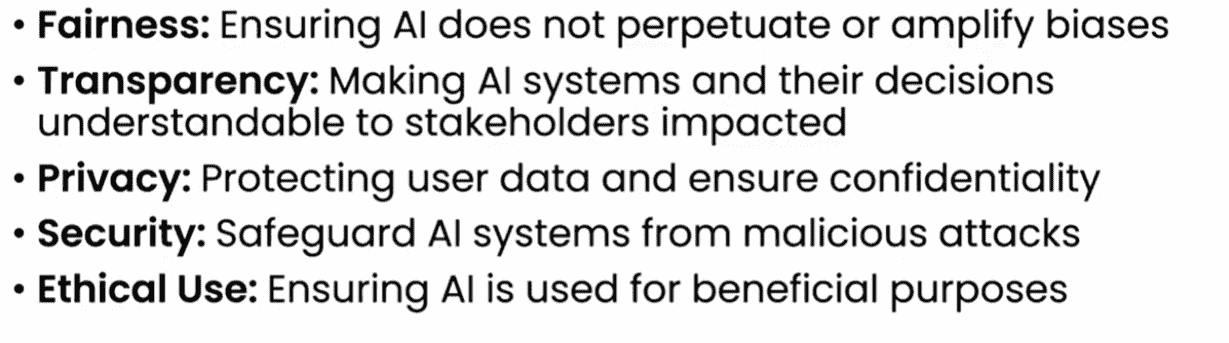 • Fairness: Ensuring AI does not perpetuate or amplify biases
• Transparency: Making AI systems and their decisions
understandable to stakeholders impacted
• Privacy: Protecting user data and ensure confidentiality
• Security: Safeguard AI systems from malicious attacks
• Ethical Use: Ensuring AI is used for beneficial purposes